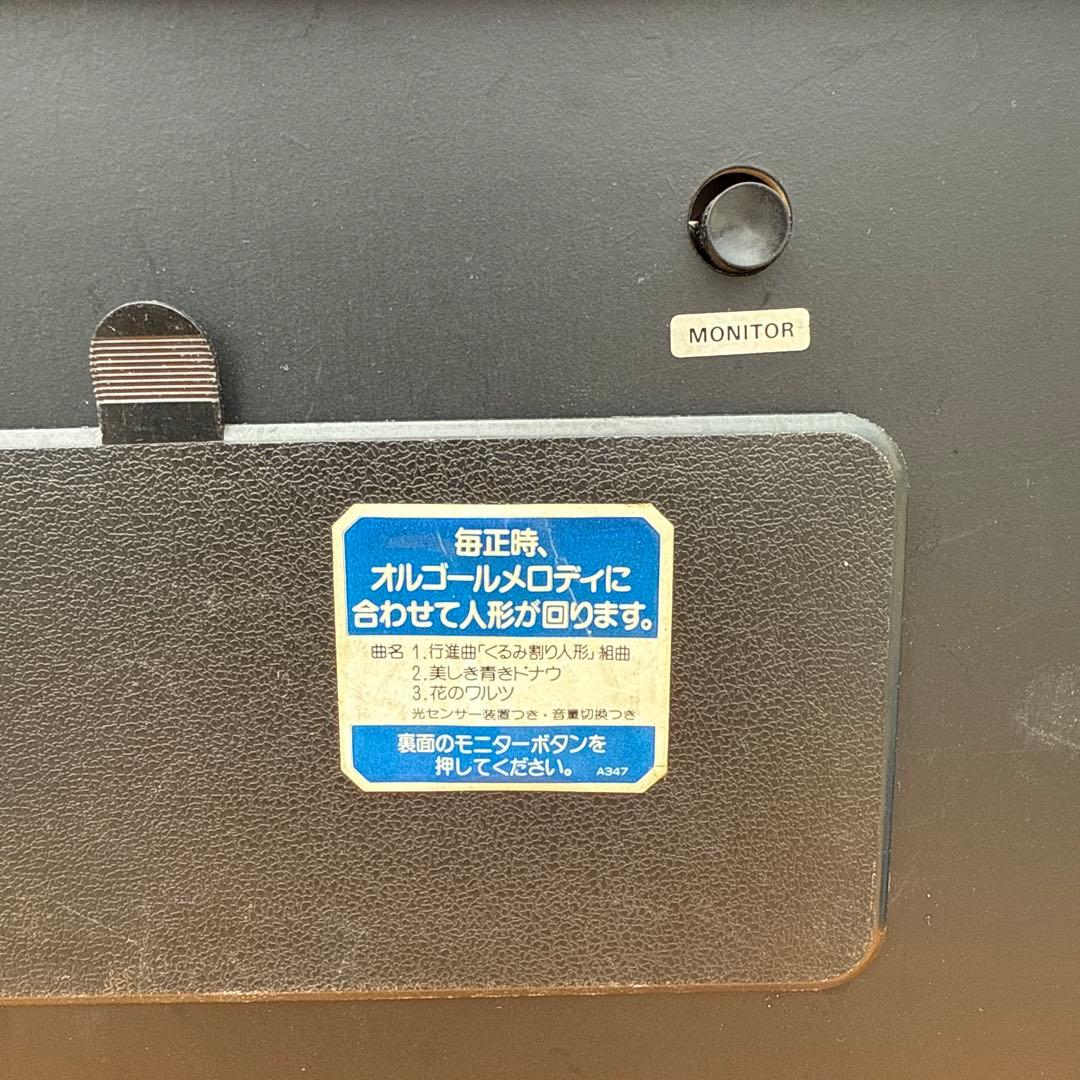 MONITOR
毎正時、
オルゴールメロディに
合わせて人形が回ります。
曲名 1.行進曲「くるみ割り人形」組曲
2.美しき青きドナウ
3.花のワルツ
光センサー装置つき・音量切換つき
裏面のモニターボタンを
押してください。 A347